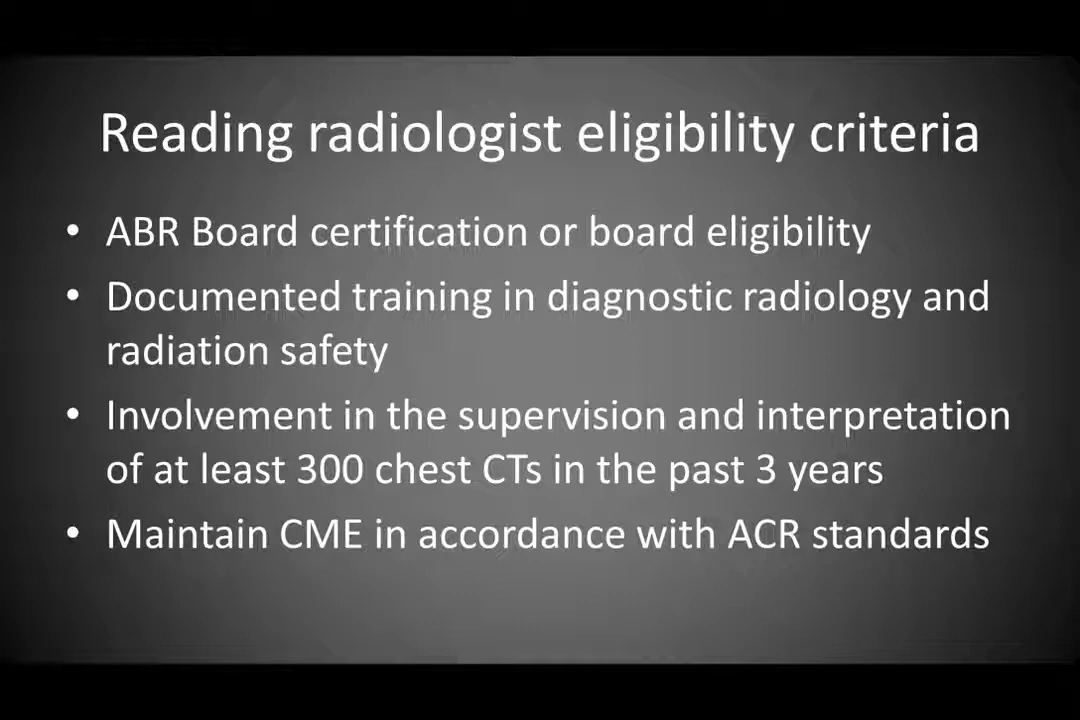 Reading radiologist eligibility criteria
• ABR Board certification or board eligibility
• Documented training in diagnostic radiology and
radiation safety
• Involvement in the supervision and interpretation
of at least 300 chest CTs in the past 3 years
• Maintain CME in accordance with ACR standards